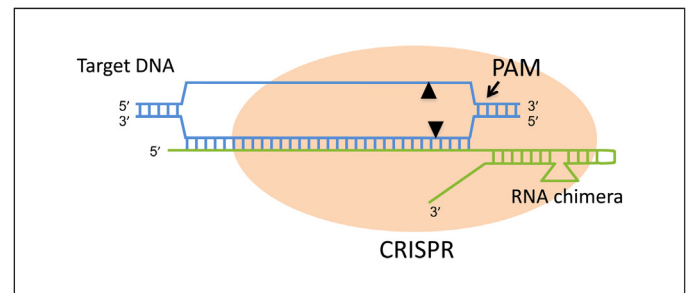 Target DNA
PAM
5’ 3’
3’ 5’
5’
RNA chimera
3’
CRISPR